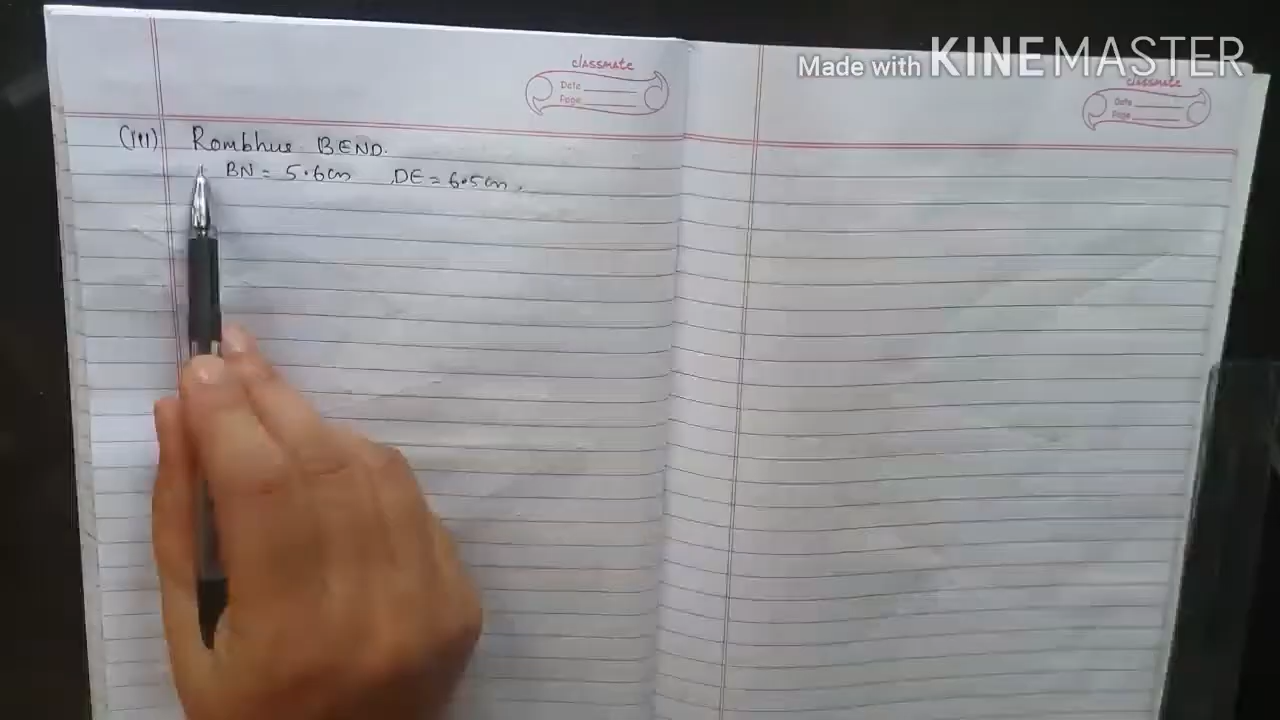 Made with KINEMASTER
classmate
Date
Page
classmate
Date
Page
(iii) Rombhus BEND.
BN = 5.6cm DE = 6.5cm.